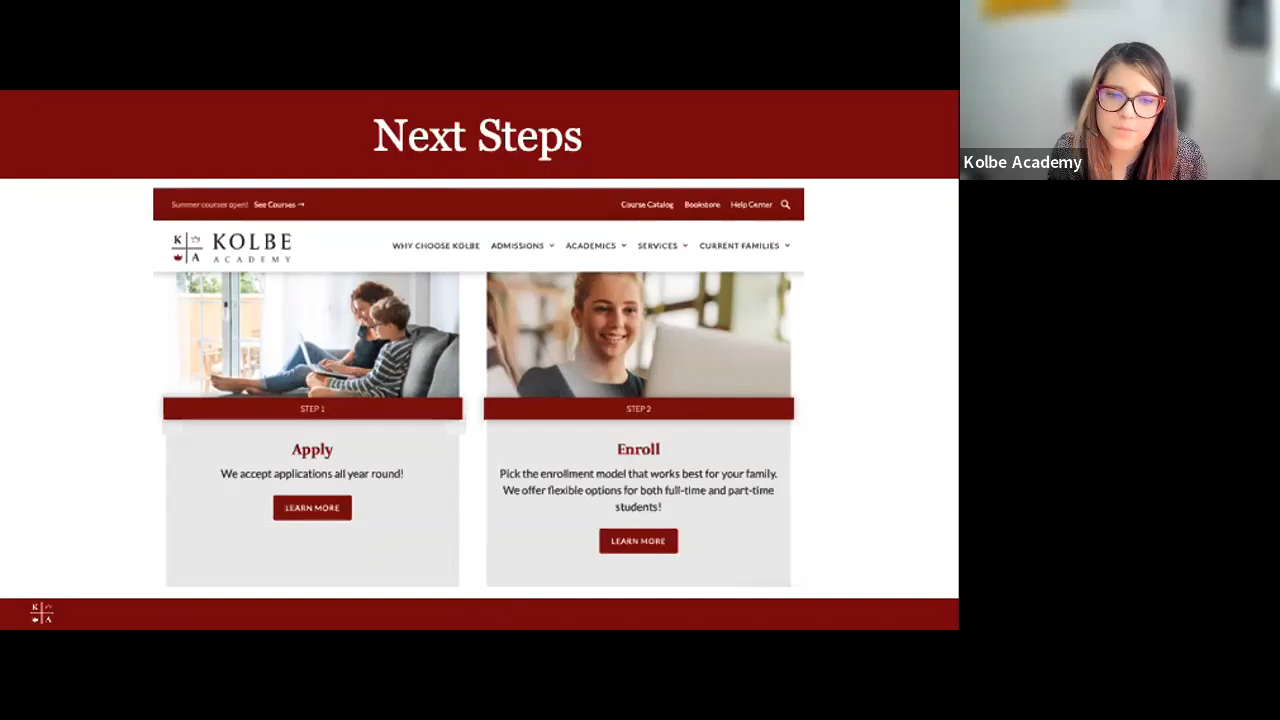 Next Steps
Kolbe Academy
Summer courses open! See Courses →
Course Catalog Bookstore Help Center
K A
KOLBE
ACADEMY
WHY CHOOSE KOLBE ADMISSIONS ACADEMICS SERVICES CURRENT FAMILIES
STEP 1
Apply
We accept applications all year round!
LEARN MORE
STEP 2
Enroll
Pick the enrollment model that works best for your family.
We offer flexible options for both full-time and part-time
students!
LEARN MORE
K A